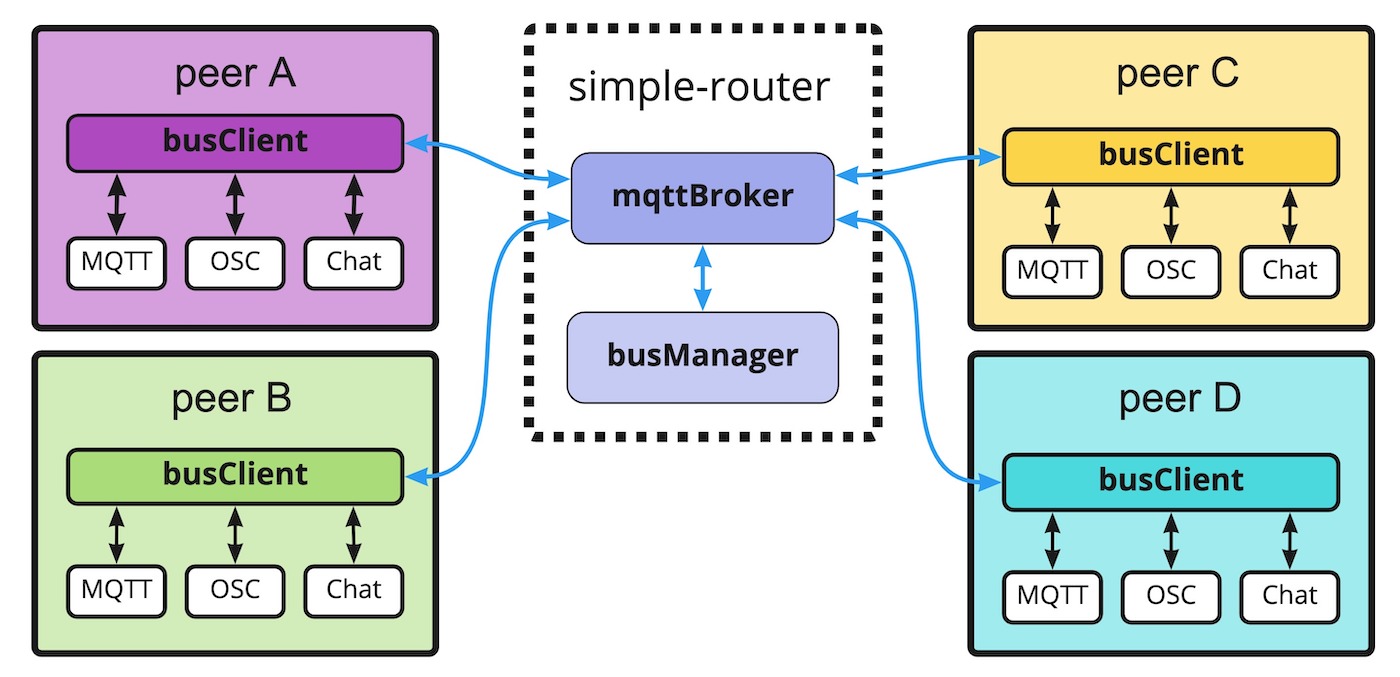 peer A
busClient
MQTT
OSC
Chat
peer B
busClient
MQTT
OSC
Chat
simple-router
mqttBroker
busManager
peer C
busClient
MQTT
OSC
Chat
peer D
busClient
MQTT
OSC
Chat